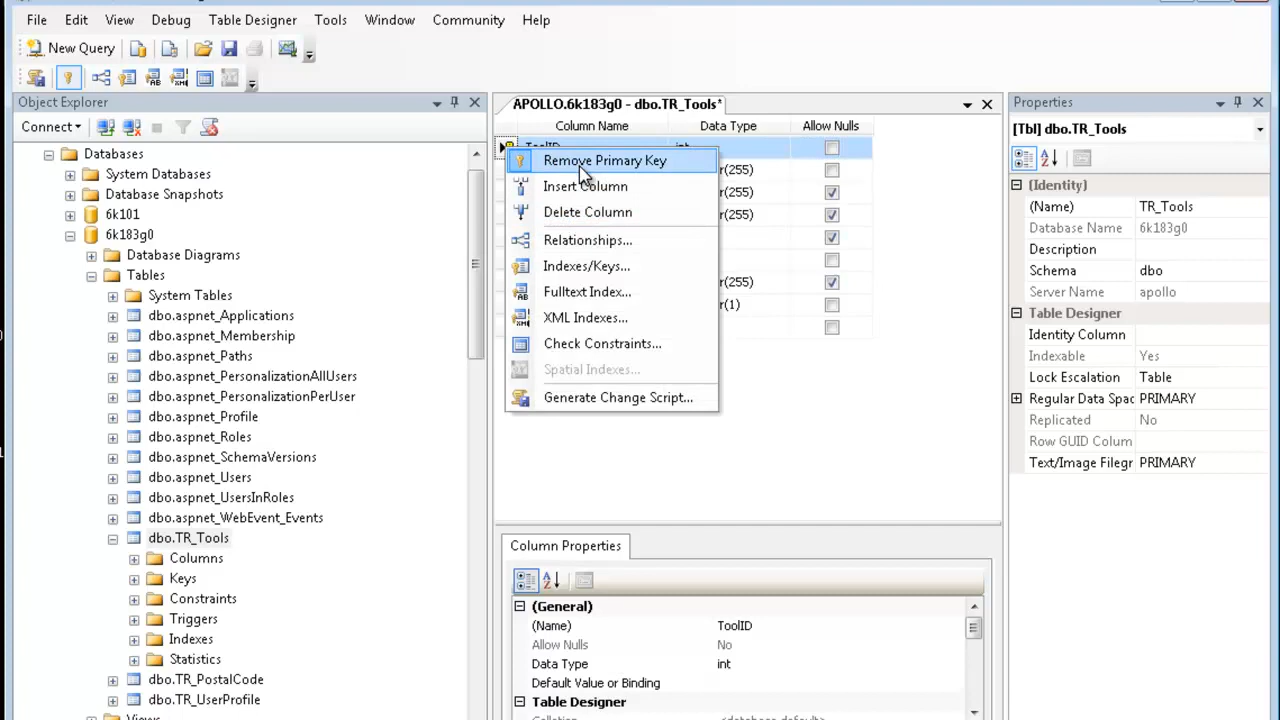 File Edit View Debug Table Designer Tools Window Community Help
New Query
Object Explorer
Connect
Databases
System Databases
Database Snapshots
6k101
6k183g0
Database Diagrams
Tables
System Tables
dbo.aspnet_Applications
dbo.aspnet_Membership
dbo.aspnet_Paths
dbo.aspnet_PersonalizationAllUsers
dbo.aspnet_PersonalizationPerUser
dbo.aspnet_Profile
dbo.aspnet_Roles
dbo.aspnet_SchemaVersions
dbo.aspnet_Users
dbo.aspnet_UsersInRoles
dbo.aspnet_WebEvent_Events
dbo.TR_Tools
Columns
Keys
Constraints
Triggers
Indexes
Statistics
dbo.TR_PostalCode
dbo.TR_UserProfile
Views
APOLLO.6k183g0 - dbo.TR_Tools*
Column Name Data Type Allow Nulls
ToolID int
r(255)
r(255)
r(255)
r(255)
r(1)
Remove Primary Key
Insert Column
Delete Column
Relationships...
Indexes/Keys...
Fulltext Index...
XML Indexes...
Check Constraints...
Spatial Indexes...
Generate Change Script...
Column Properties
(General)
(Name) ToolID
Allow Nulls No
Data Type int
Default Value or Binding
Table Designer
Collation <database default>
Properties
[Tbl] dbo.TR_Tools
(Identity)
(Name) TR_Tools
Database Name 6k183g0
Description
Schema dbo
Server Name apollo
Table Designer
Identity Column
Indexable Yes
Lock Escalation Table
Regular Data Spac PRIMARY
Replicated No
Row GUID Colum
Text/Image Filegr PRIMARY